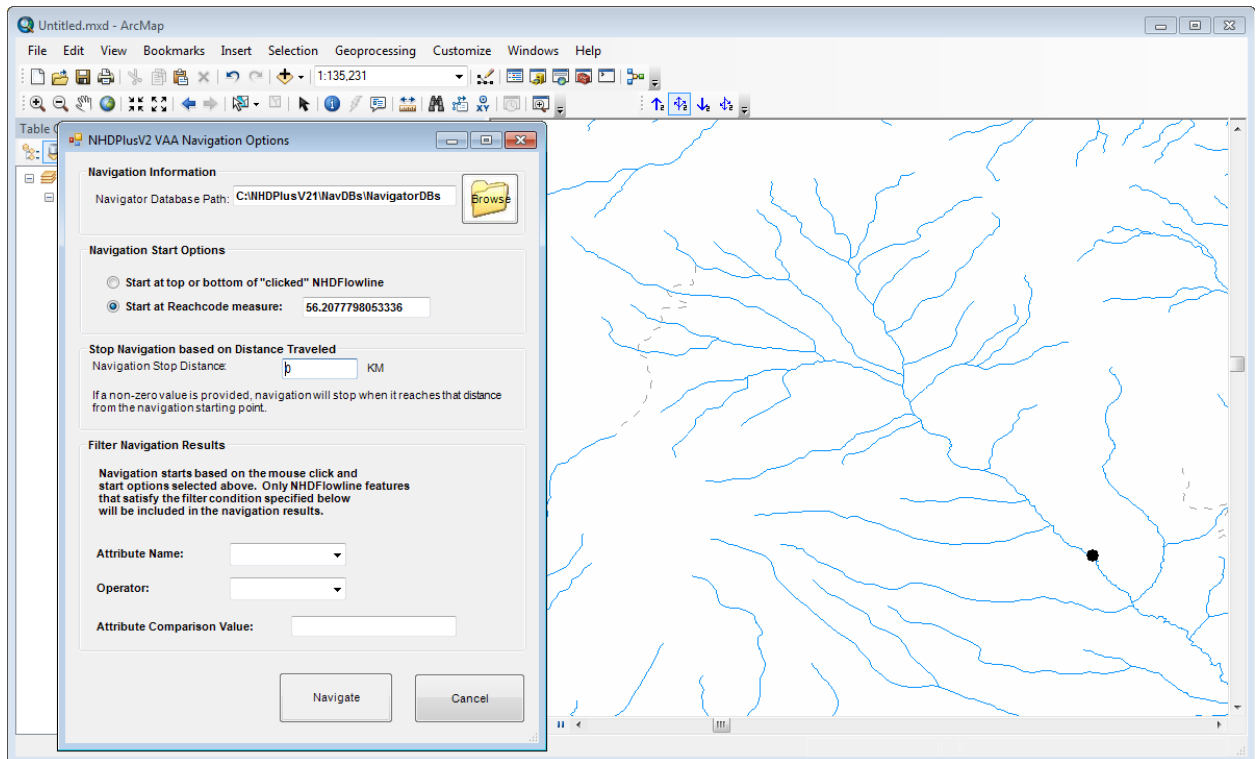 Untitled.mxd - ArcMap
File Edit View Bookmarks Insert Selection Geoprocessing Customize Windows Help
1:135,231
Table
NHDPlusV2 VAA Navigation Options
Navigation Information
Navigator Database Path: C:\NHDPlusV21\NavDBs\NavigatorDBs Browse
Navigation Start Options
Start at top or bottom of "clicked" NHDFlowline
Start at Reachcode measure: 56.2077798053336
Stop Navigation based on Distance Traveled
Navigation Stop Distance: 0 KM
If a non-zero value is provided, navigation will stop when it reaches that distance
from the navigation starting point.
Filter Navigation Results
Navigation starts based on the mouse click and
start options selected above. Only NHDFlowline features
that satisfy the filter condition specified below
will be included in the navigation results.
Attribute Name:
Operator:
Attribute Comparison Value:
Navigate Cancel